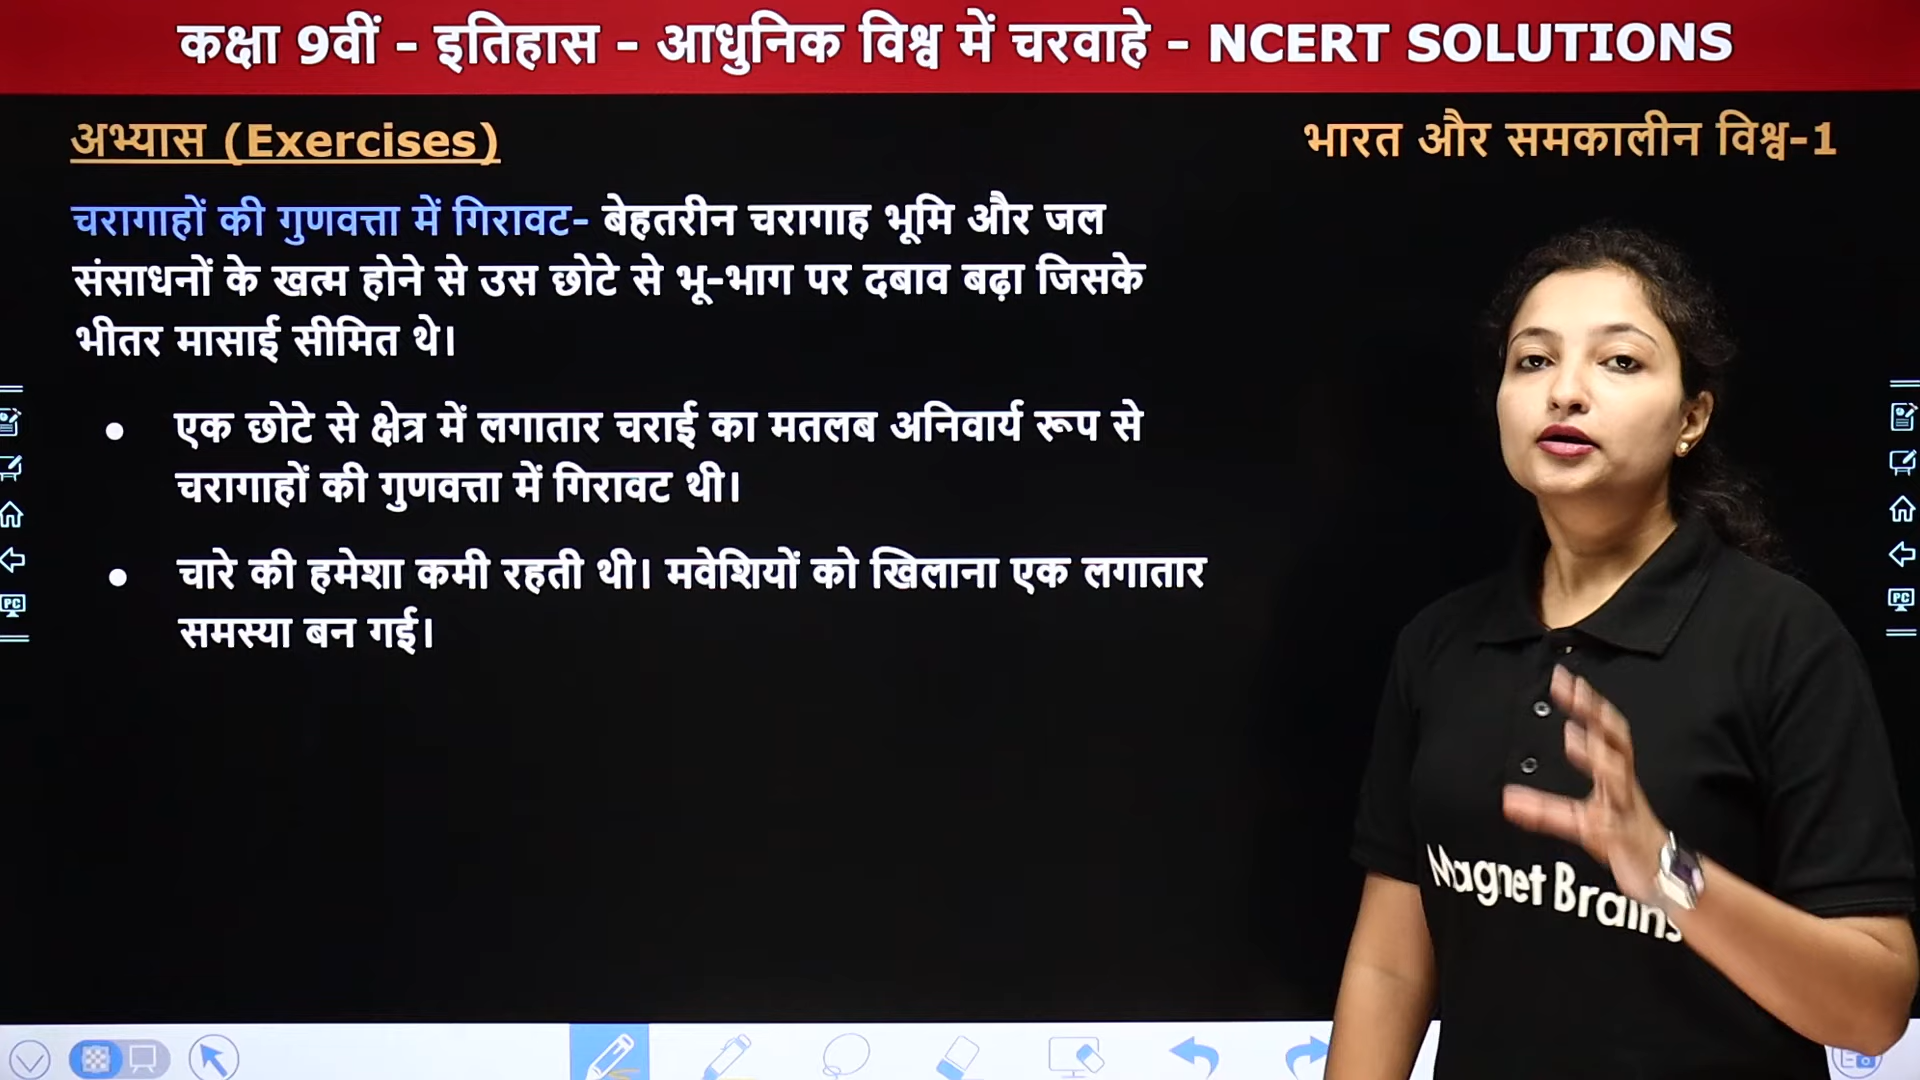 कक्षा 9वीं - इतिहास - आधुनिक विश्व में चरवाहे - NCERT SOLUTIONS
अभ्यास (Exercises)
भारत और समकालीन विश्व-1
चरागाहों की गुणवत्ता में गिरावट- बेहतरीन चरागाह भूमि और जल
संसाधनों के खत्म होने से उस छोटे से भू-भाग पर दबाव बढ़ा जिसके
भीतर मासाई सीमित थे।
• एक छोटे से क्षेत्र में लगातार चराई का मतलब अनिवार्य रूप से
चरागाहों की गुणवत्ता में गिरावट थी।
• चारे की हमेशा कमी रहती थी। मवेशियों को खिलाना एक लगातार
समस्या बन गई।
PC
PC
Magnet Brains